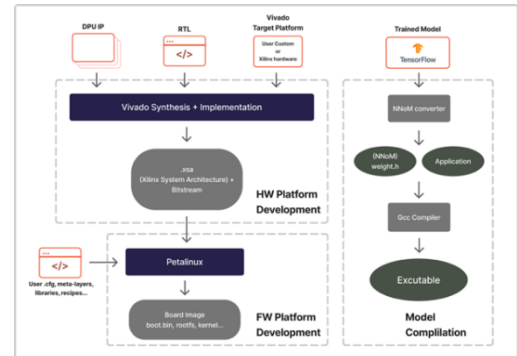 DPU IP
RTL
Vivado
Target Platform
Trained Model
</>
User Custom
or
Xilinx hardware
TensorFlow
Vivado Synthesis + Implementation
NNoM converter
.xsa
(Xilinx System Architecture) +
Bitstream
(NNoM)
weight.h
Application
HW Platform
Development
Gcc Compiler
</>
Petalinux
User .cfg, meta-layers,
libraries, recipes...
Excutable
Board Image
boot.bin, rootfs, kernel...
FW Platform
Development
Model
Complilation